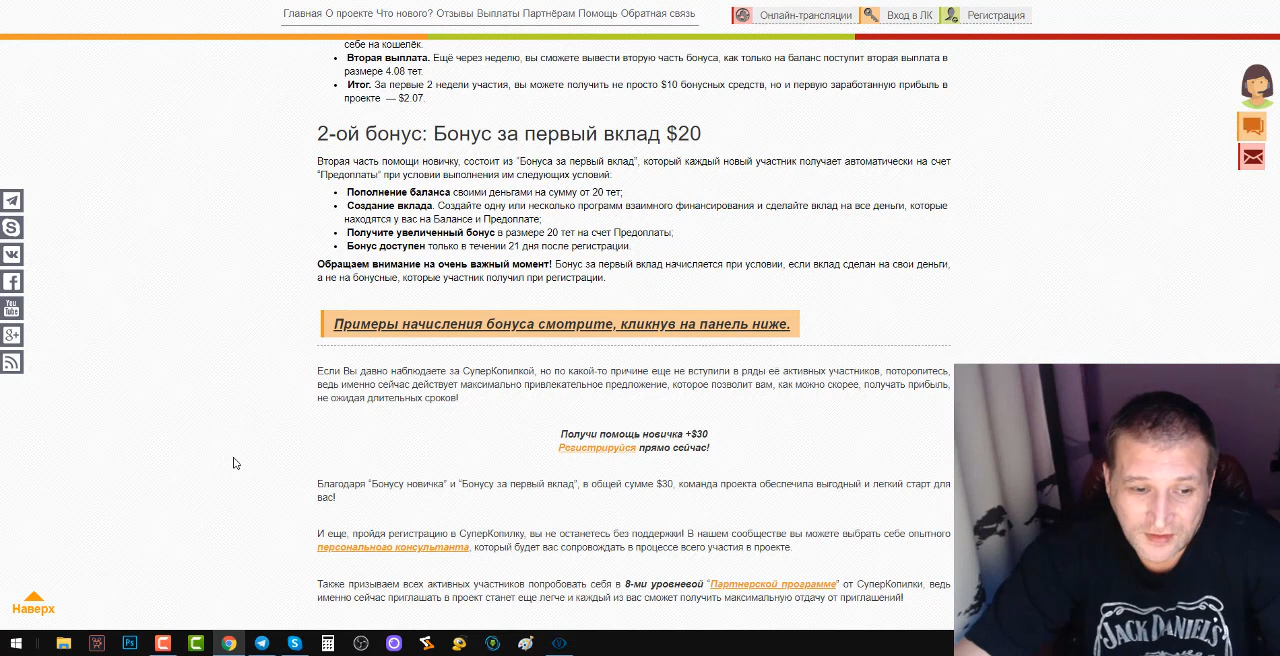 Главная О проекте Что нового? Отзывы Выплаты Партнёрам Помощь Обратная связь
Онлайн-трансляции Вход в ЛК Регистрация
себе на кошелёк.
Вторая выплата. Ещё через неделю, вы сможете вывести вторую часть бонуса, как только на баланс поступит вторая выплата в
размере 4.08 тет.
Итог. За первые 2 недели участия, вы можете получить не просто $10 бонусных средств, но и первую заработанную прибыль в
проекте — $2.07.
2-ой бонус: Бонус за первый вклад $20
Вторая часть помощи новичку, состоит из “Бонуса за первый вклад”, который каждый новый участник получает автоматически на счет
“Предоплаты” при условии выполнения им следующих условий:
Пополнение баланса своими деньгами на сумму от 20 тет;
Создание вклада. Создайте одну или несколько программ взаимного финансирования и сделайте вклад на все деньги, которые
находятся у вас на Балансе и Предоплате;
Получите увеличенный бонус в размере 20 тет на счет Предоплаты;
Бонус доступен только в течении 21 дня после регистрации.
Обращаем внимание на очень важный момент! Бонус за первый вклад начисляется при условии, если вклад сделан на свои деньги,
а не на бонусные, которые участник получил при регистрации.
Примеры начисления бонуса смотрите, кликнув на панель ниже.
Если Вы давно наблюдаете за СуперКопилкой, но по какой-то причине еще не вступили в ряды её активных участников, поторопитесь,
ведь именно сейчас действует максимально привлекательное предложение, которое позволит вам, как можно скорее, получать прибыль,
не ожидая длительных сроков!
Получи помощь новичка +$30
Регистрируйся прямо сейчас!
Благодаря “Бонусу новичка” и “Бонусу за первый вклад”, в общей сумме $30, команда проекта обеспечила выгодный и легкий старт для
вас!
И еще, пройдя регистрацию в СуперКопилку, вы не останетесь без поддержки! В нашем сообществе вы можете выбрать себе опытного
персонального консультанта, который будет вас сопровождать в процессе всего участия в проекте.
Также призываем всех активных участников попробовать себя в 8-ми уровневой “Партнерской программе” от СуперКопилки, ведь
именно сейчас приглашать в проект станет еще легче и каждый из вас сможет получить максимальную отдачу от приглашений!
Наверх
You
Tube
g+
Ps
JACK DANIEL'S